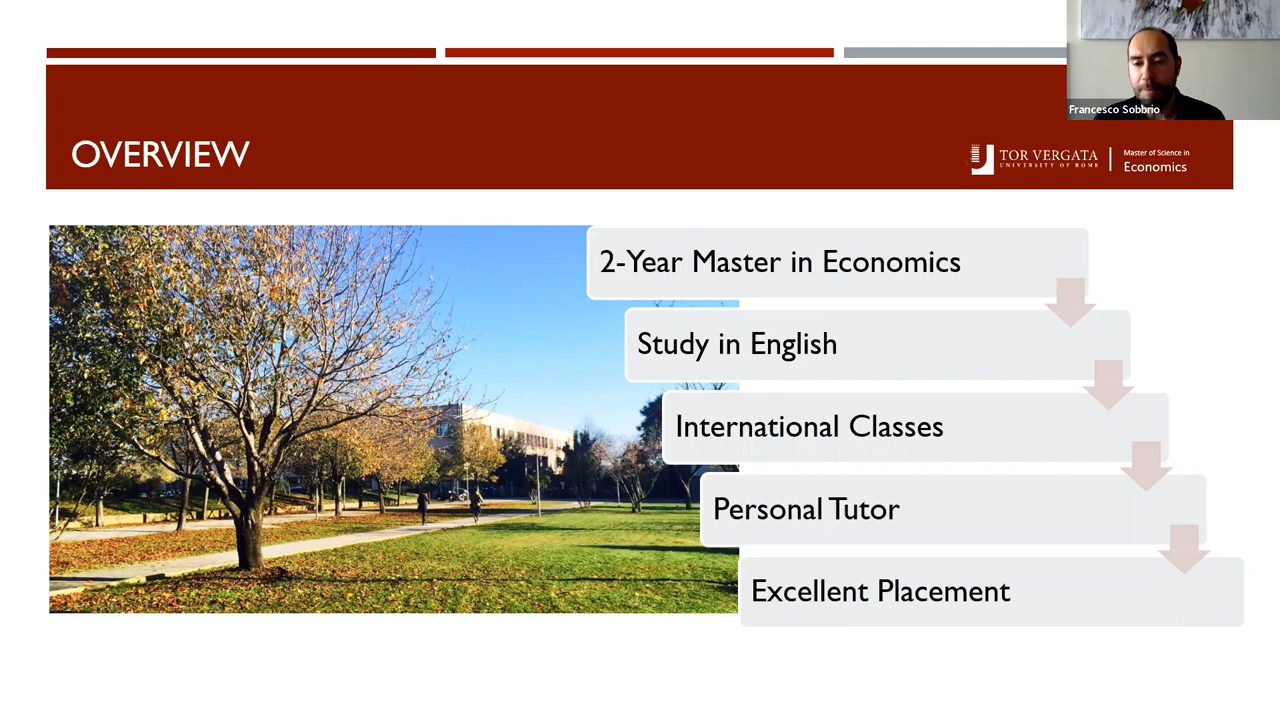 Francesco Sobbrio
OVERVIEW
TOR VERGATA
UNIVERSITY OF ROME
Master of Science in
Economics
2-Year Master in Economics
Study in English
International Classes
Personal Tutor
Excellent Placement